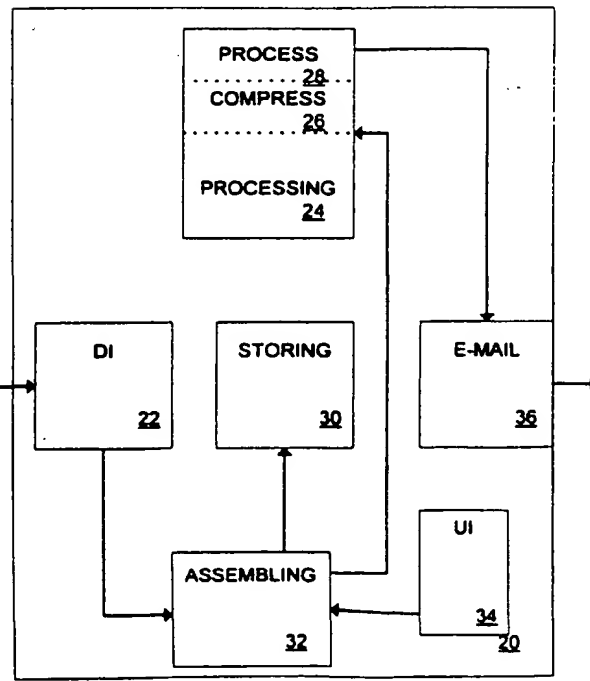 PROCESS
28
COMPRESS
26
PROCESSING
24
DI
22
STORING
30
E-MAIL
36
ASSEMBLING
32
UI
34
20